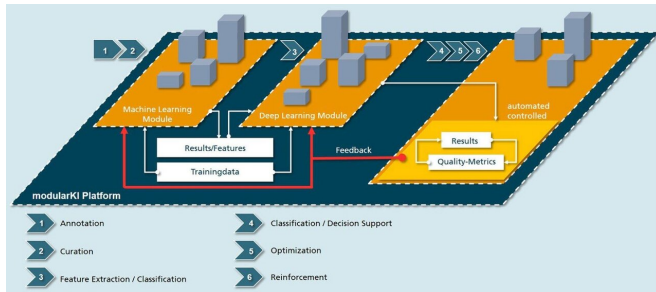 1 2 3 4 5 6
Machine Learning
Module
Deep Learning Module
automated
controlled
Results/Features
Trainingdata
Feedback
Results
Quality-Metrics
modularKI Platform
1 Annotation
2 Curation
3 Feature Extraction / Classification
4 Classification / Decision Support
5 Optimization
6 Reinforcement